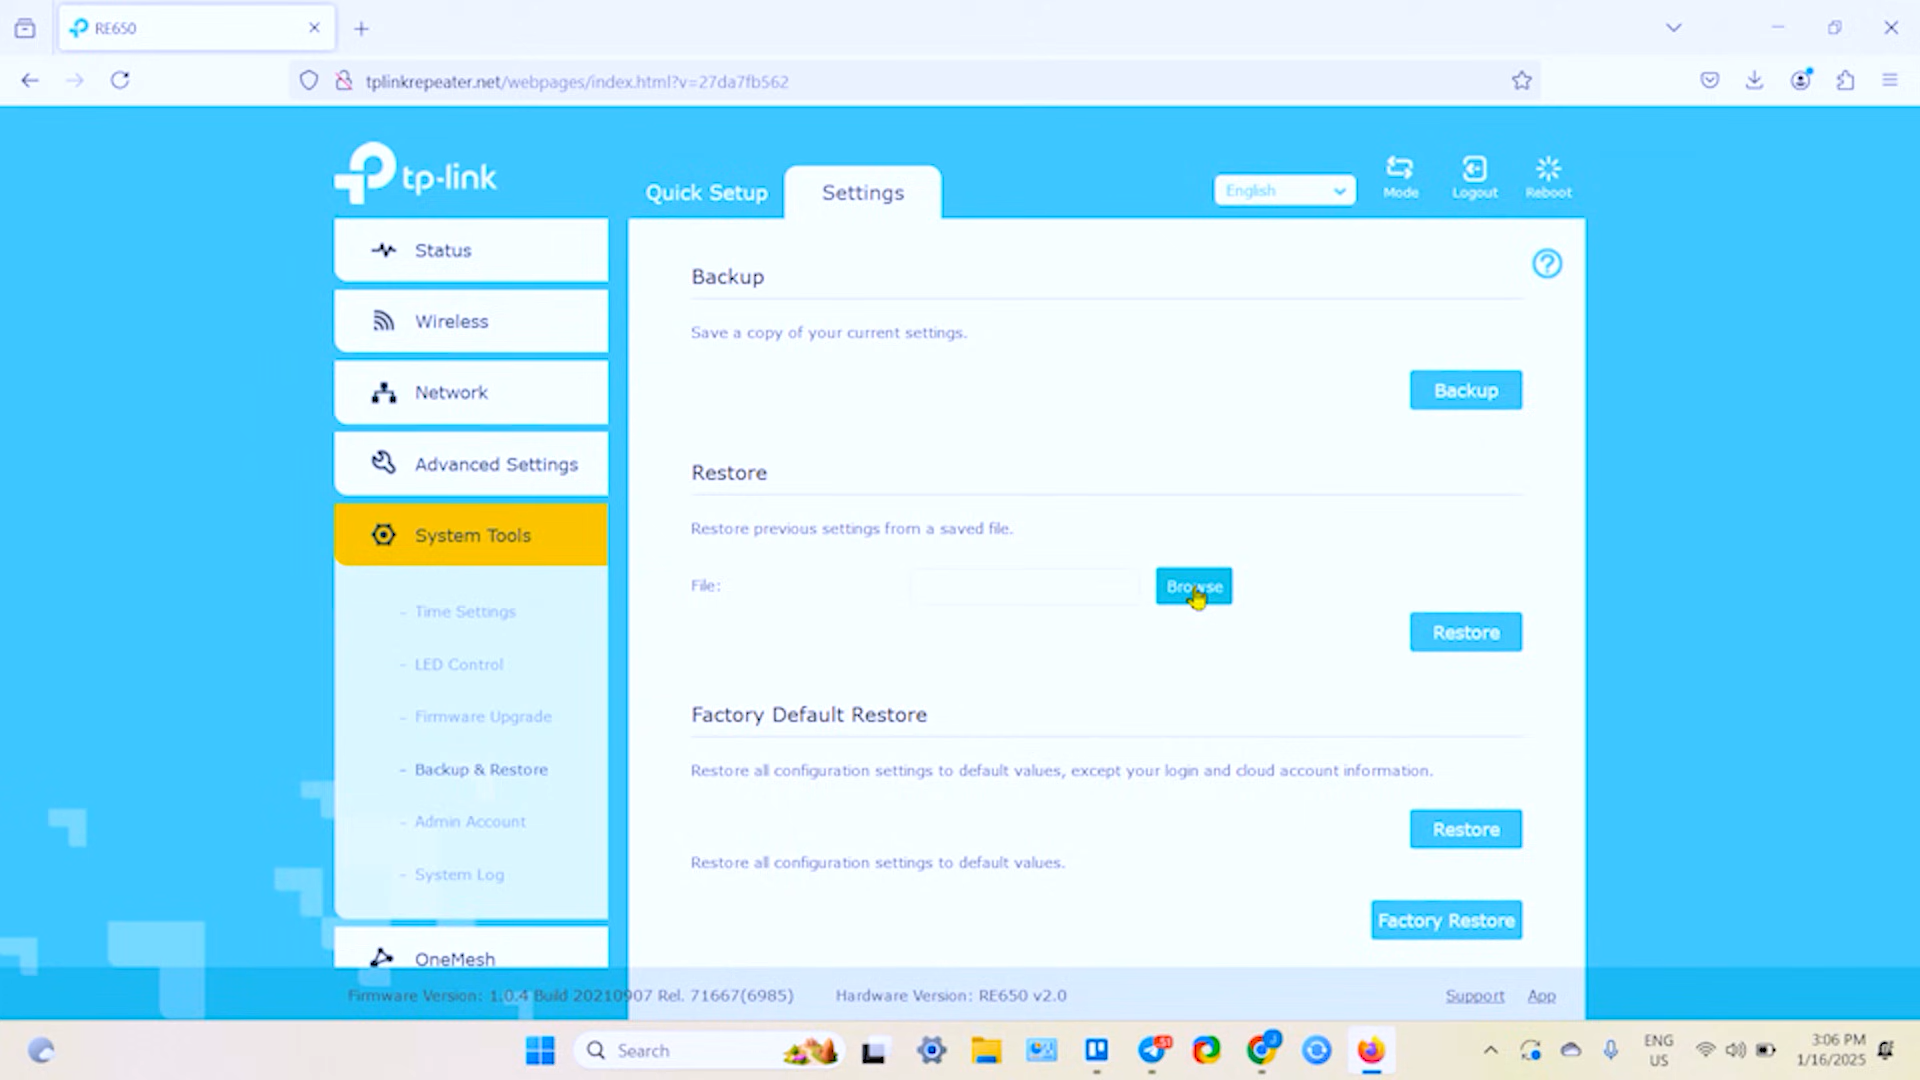 RE650
tplinkrepeater.net/webpages/index.html?v=27da7fb562
tp-link
Quick Setup
Settings
English
Mode
Logout
Reboot
Status
Wireless
Network
Advanced Settings
System Tools
- Time Settings
- LED Control
- Firmware Upgrade
- Backup & Restore
- Admin Account
- System Log
OneMesh
Backup
Save a copy of your current settings.
Backup
Restore
Restore previous settings from a saved file.
File:
Browse
Restore
Factory Default Restore
Restore all configuration settings to default values, except your login and cloud account information.
Restore
Restore all configuration settings to default values.
Factory Restore
Firmware Version: 1.0.4 Build 20210907 Rel. 71667(6985)
Hardware Version: RE650 v2.0
Support
App
Search
51
J
ENG
US
3:06 PM
1/16/2025